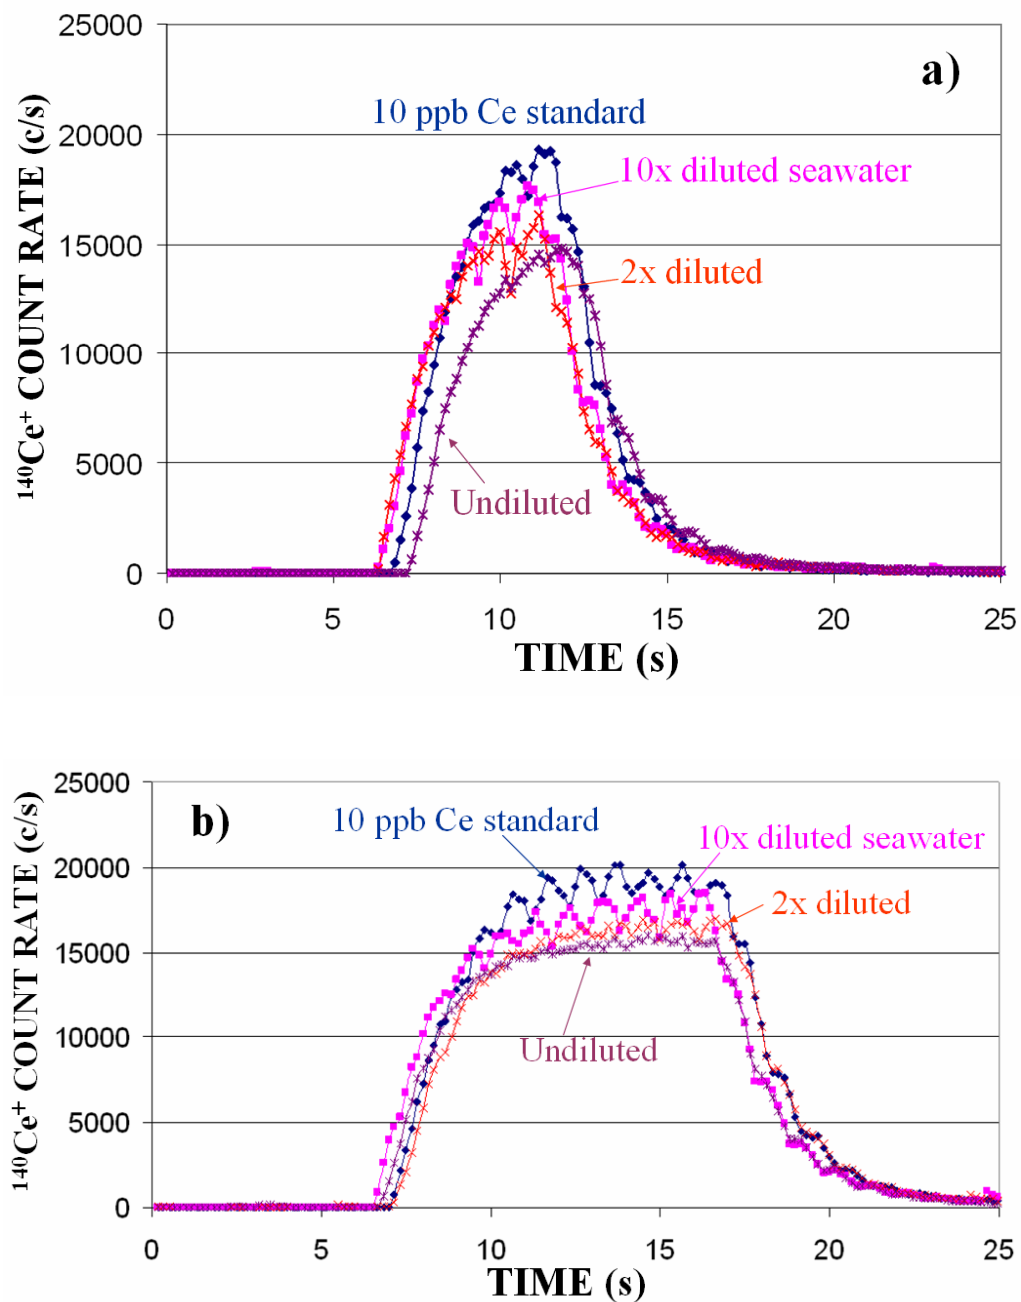 25000
a)
10 ppb Ce standard
20000
10x diluted seawater
15000
2x diluted
10000
5000
Undiluted
0
¹⁴⁰Ce⁺ COUNT RATE (c/s)
0 5 10 15 20 25
TIME (s)
25000
b)
10 ppb Ce standard
10x diluted seawater
20000
2x diluted
15000
Undiluted
10000
5000
0
¹⁴⁰Ce⁺ COUNT RATE (c/s)
0 5 10 15 20 25
TIME (s)